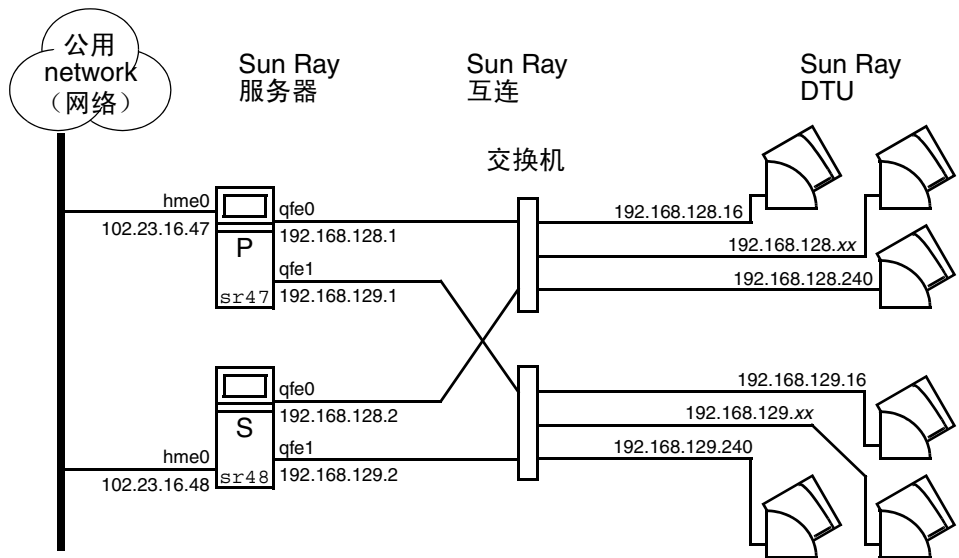 公用
network
（网络）
Sun Ray
服务器
Sun Ray
互连
Sun Ray
DTU
交换机
hme0
102.23.16.47
P
sr47
qfe0
192.168.128.1
qfe1
192.168.129.1
192.168.128.16
192.168.128.xx
192.168.128.240
hme0
102.23.16.48
S
sr48
qfe0
192.168.128.2
qfe1
192.168.129.2
192.168.129.16
192.168.129.xx
192.168.129.240